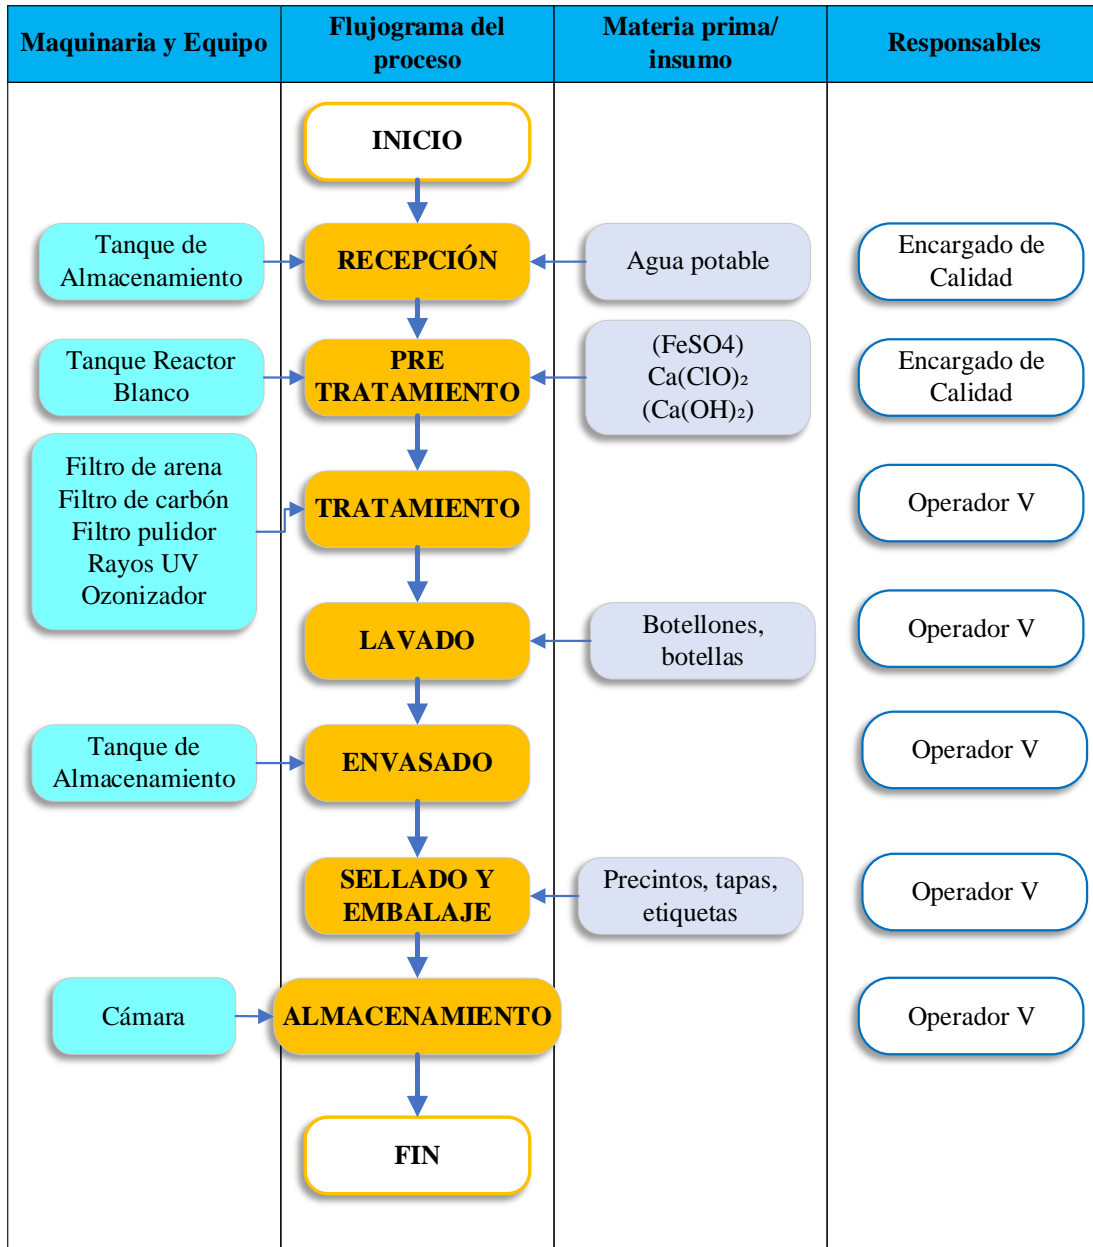 Maquinaria y Equipo
Flujograma del
proceso
Materia prima/
insumo
Responsables
INICIO
Tanque de
Almacenamiento
RECEPCIÓN
Agua potable
Encargado de
Calidad
Tanque Reactor
Blanco
PRE
TRATAMIENTO
(FeSO4)
Ca(ClO)₂
(Ca(OH)₂)
Encargado de
Calidad
Filtro de arena
Filtro de carbón
Filtro pulidor
Rayos UV
Ozonizador
TRATAMIENTO
Operador V
LAVADO
Botellones,
botellas
Operador V
Tanque de
Almacenamiento
ENVASADO
Operador V
SELLADO Y
EMBALAJE
Precintos, tapas,
etiquetas
Operador V
Cámara
ALMACENAMIENTO
Operador V
FIN